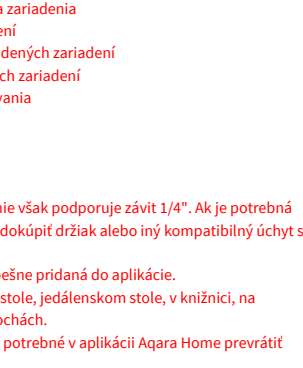 zariadenia
ení
dených zariadení
ch zariadení
vania
nie však podporuje závit 1/4". Ak je potrebná
dokúpiť držiak alebo iný kompatibilný úchyt s
ešne pridaná do aplikácie.
stole, jedálenskom stole, v knižnici, na
ochách.
potrebné v aplikácii Aqara Home prevrátiť